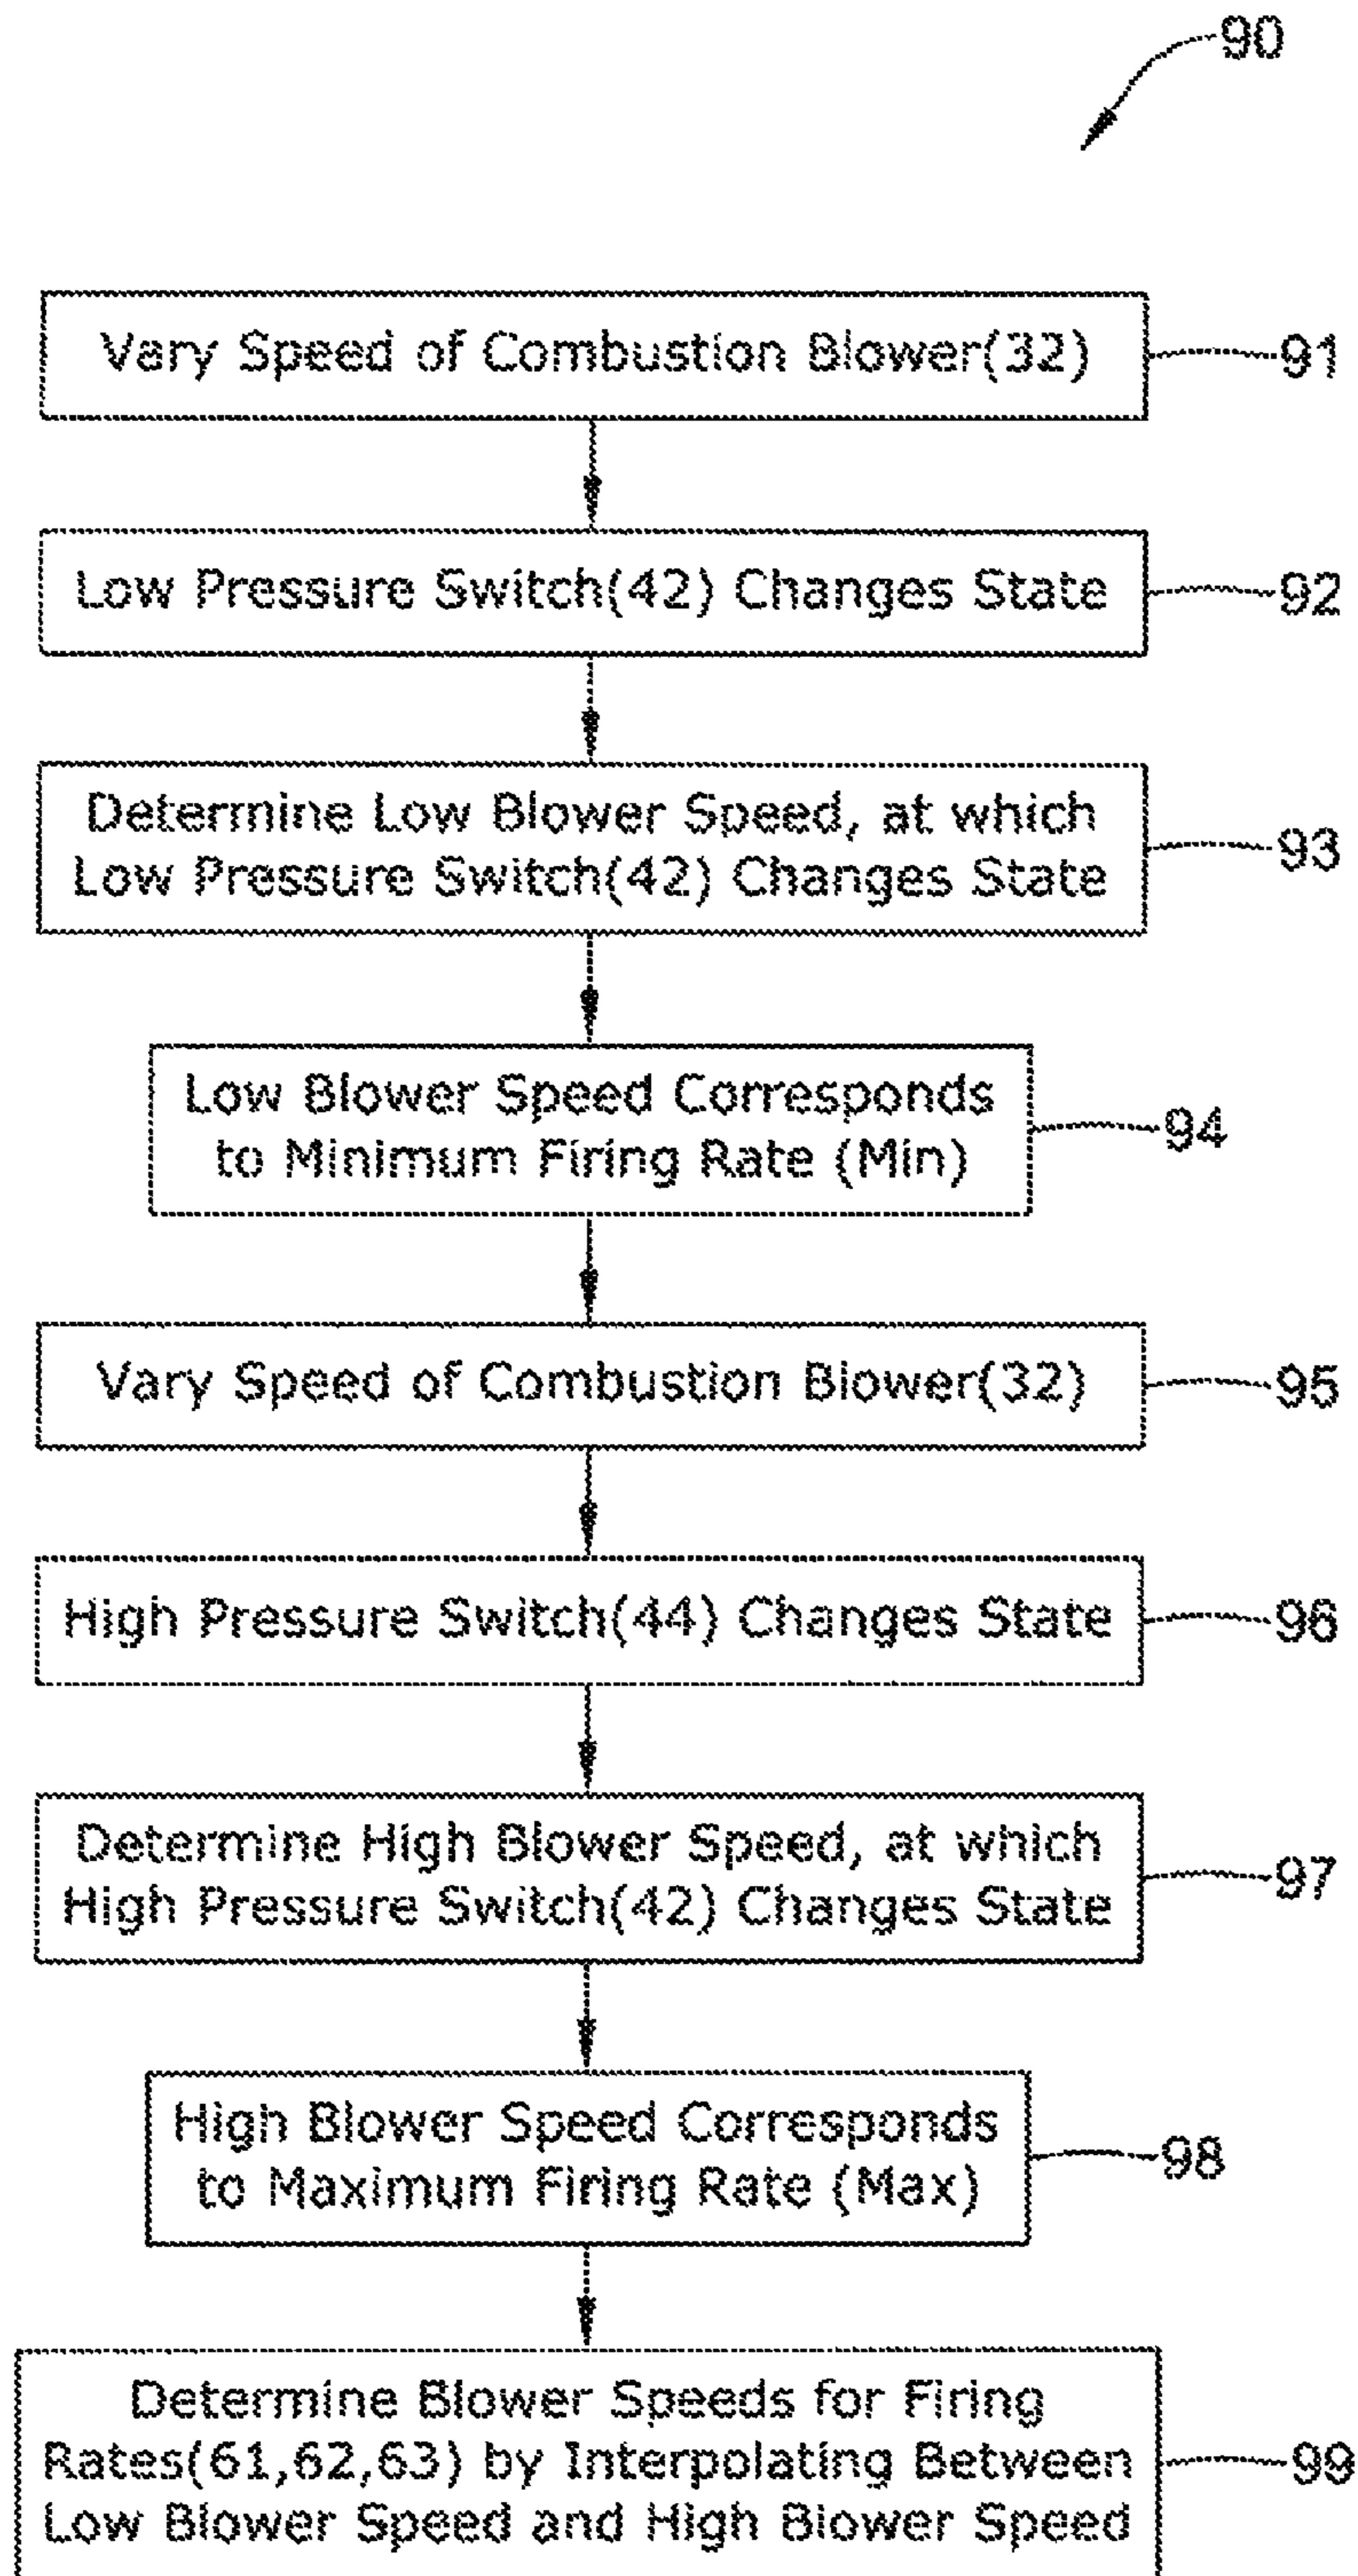 90
Vary Speed of Combustion Blower(32)
91
Low Pressure Switch(42) Changes State
92
Determine Low Blower Speed, at which
Low Pressure Switch(42) Changes State
93
Low Blower Speed Corresponds
to Minimum Firing Rate (Min)
94
Vary Speed of Combustion Blower(32)
95
High Pressure Switch(44) Changes State
96
Determine High Blower Speed, at which
High Pressure Switch(42) Changes State
97
High Blower Speed Corresponds
to Maximum Firing Rate (Max)
98
Determine Blower Speeds for Firing
Rates(61,62,63) by Interpolating Between
Low Blower Speed and High Blower Speed
99